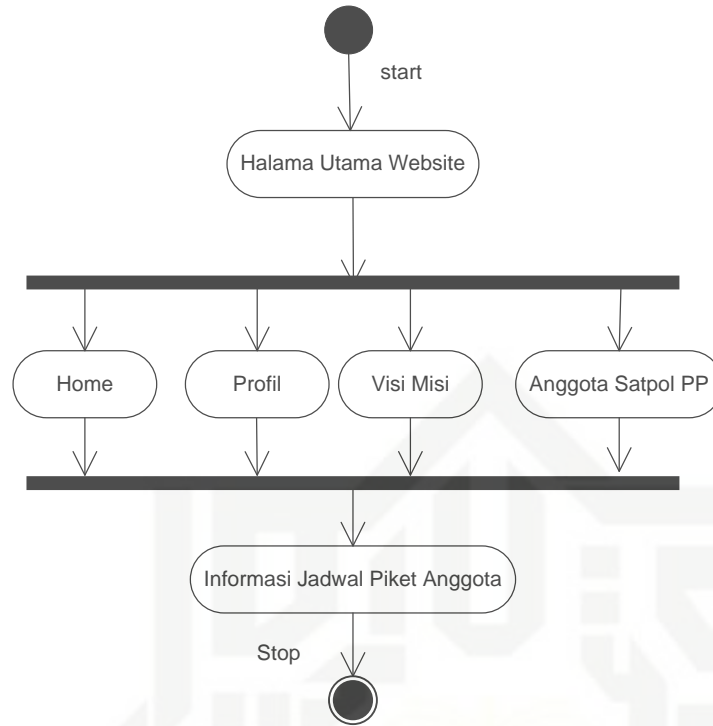 start
Halama Utama Website
Home
Profil
Visi Misi
Anggota Satpol PP
Informasi Jadwal Piket Anggota
Stop